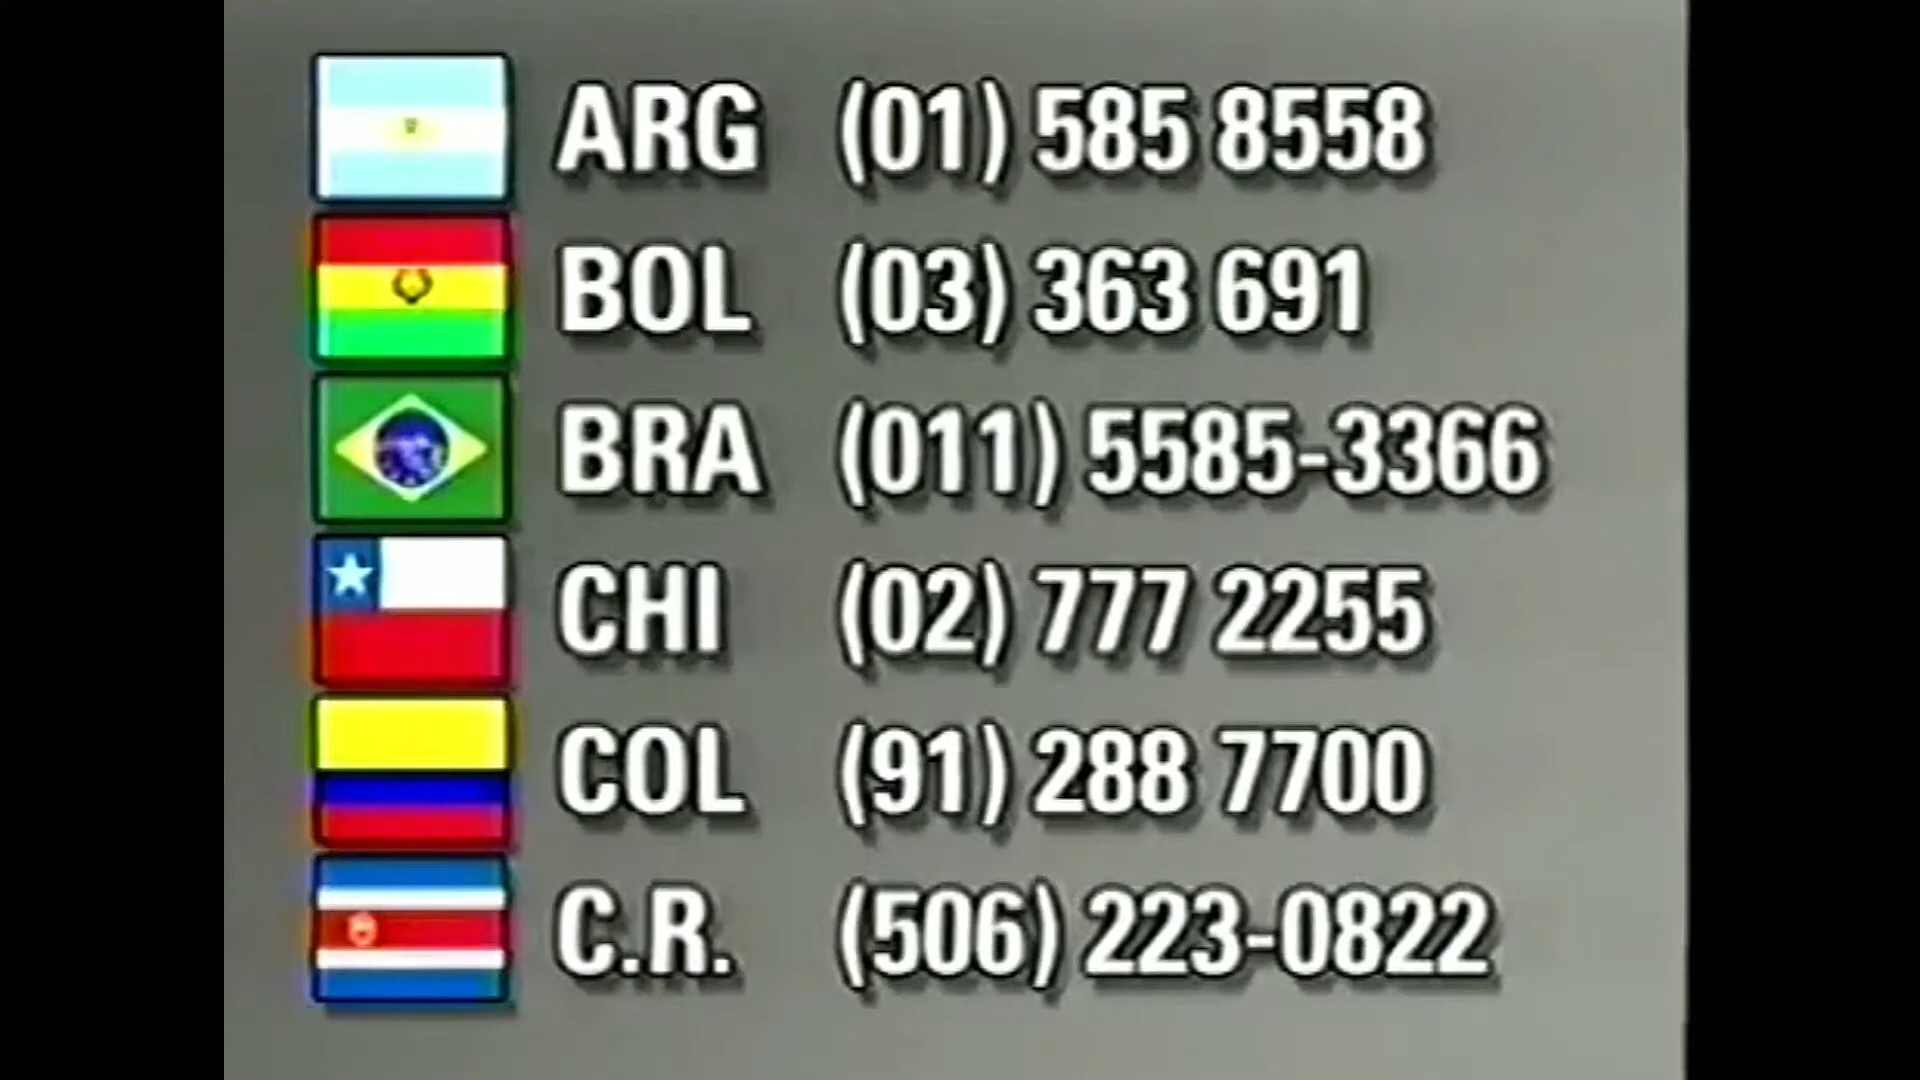 ARG (01) 585 8558
BOL (03) 363 691
BRA (011) 5585-3366
CHI (02) 777 2255
COL (91) 288 7700
C.R. (506) 223-0822